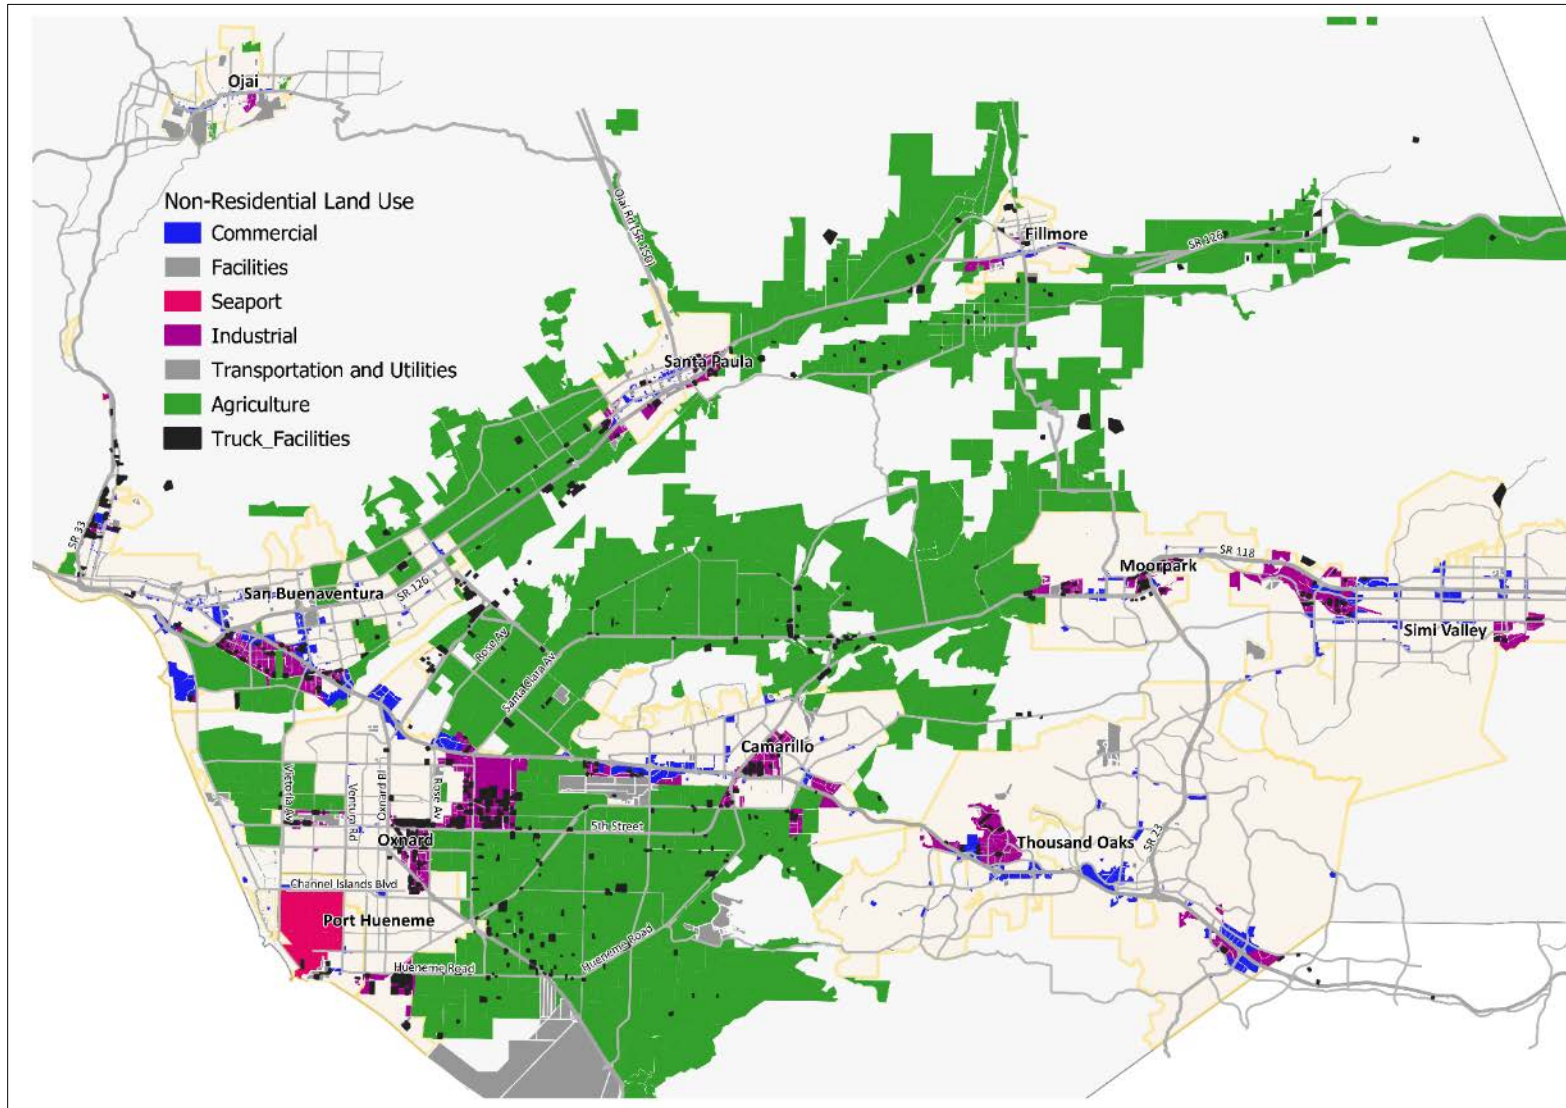 Ojai
Non-Residential Land Use
Commercial
Facilities
Seaport
Industrial
Transportation and Utilities
Agriculture
Truck_Facilities
Ojai Rd (SR 150)
Fillmore
SR 126
Santa Paula
SR 33
SR 118
Moorpark
San Buenaventura
SR 126
Simi Valley
Rose Av
Santa Clara Av
Camarillo
Victoria Av
Ventura Rd
Oxnard Bl
Rose Av
5th Street
Oxnard
Thousand Oaks
SR 23
Channel Islands Blvd
Port Hueneme
Hueneme Road
Hueneme Road